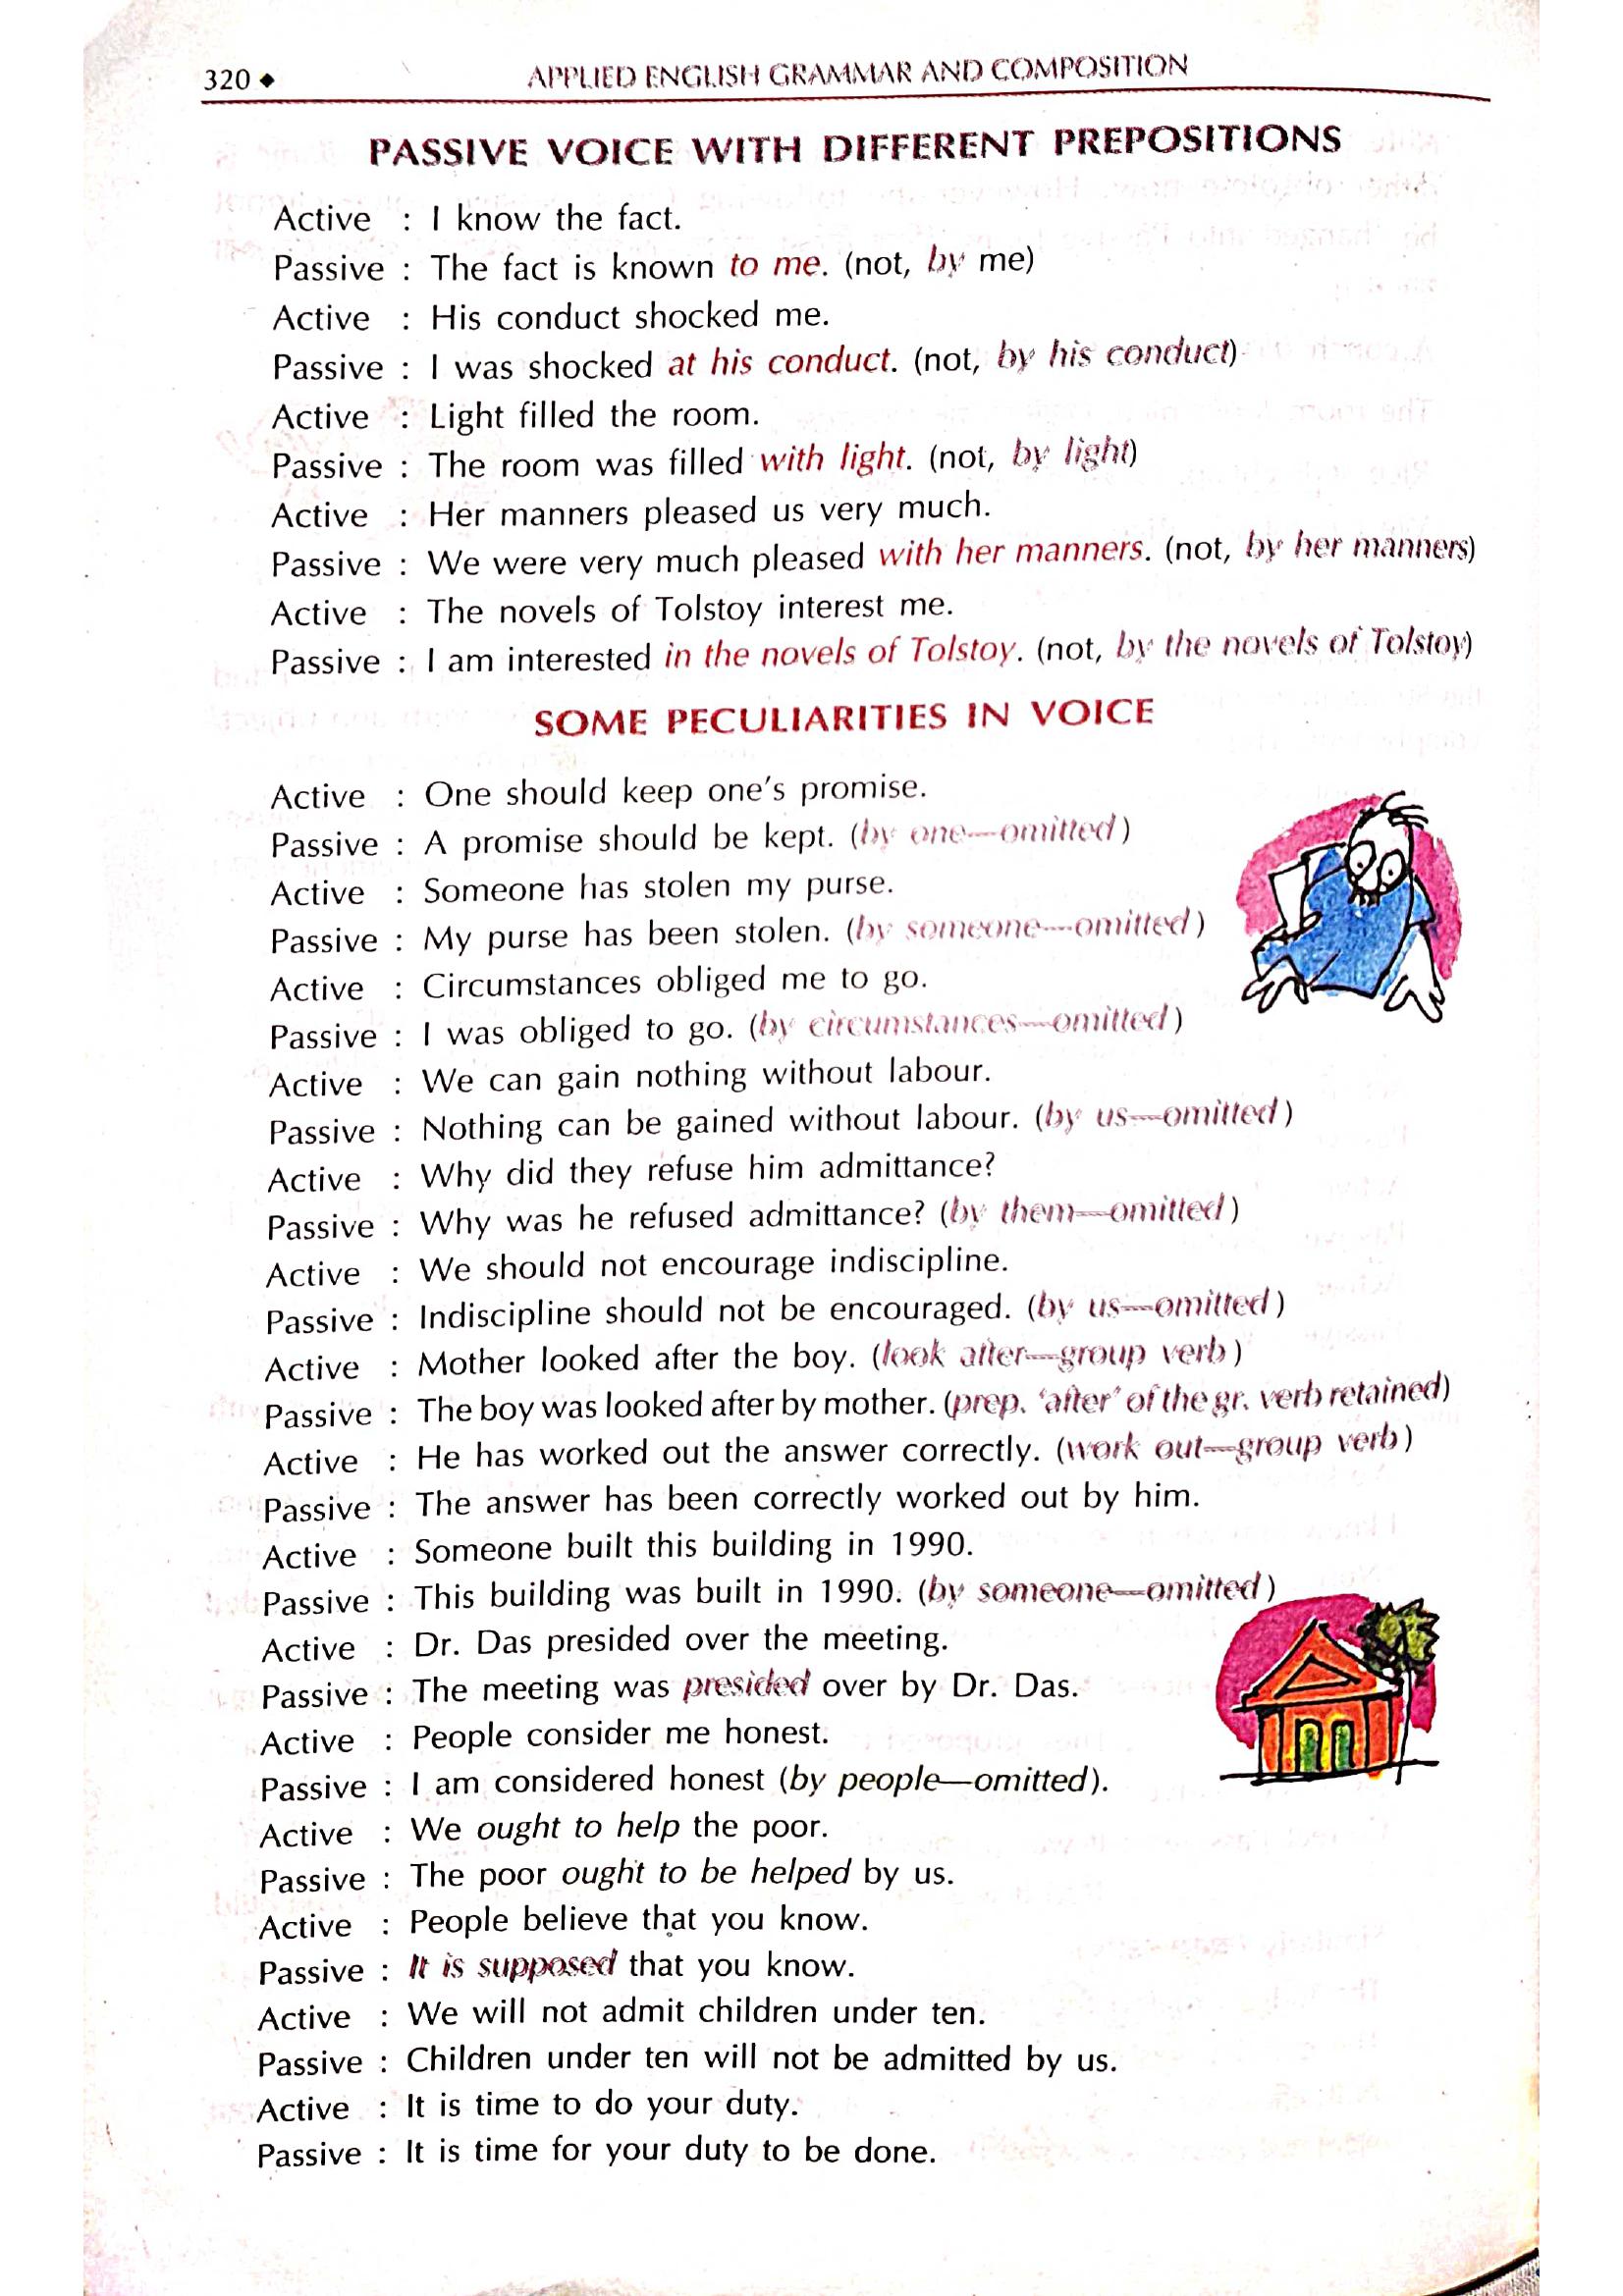 320 ◆ APPLIED ENGLISH GRAMMAR AND COMPOSITION
PASSIVE VOICE WITH DIFFERENT PREPOSITIONS
Active : I know the fact.
Passive : The fact is known to me. (not, by me)
Active : His conduct shocked me.
Passive : I was shocked at his conduct. (not, by his conduct)
Active : Light filled the room.
Passive : The room was filled with light. (not, by light)
Active : Her manners pleased us very much.
Passive : We were very much pleased with her manners. (not, by her manners)
Active : The novels of Tolstoy interest me.
Passive : I am interested in the novels of Tolstoy. (not, by the novels of Tolstoy)
SOME PECULIARITIES IN VOICE
Active : One should keep one's promise.
Passive : A promise should be kept. (by one—omitted)
Active : Someone has stolen my purse.
Passive : My purse has been stolen. (by someone—omitted)
Active : Circumstances obliged me to go.
Passive : I was obliged to go. (by circumstances—omitted)
Active : We can gain nothing without labour.
Passive : Nothing can be gained without labour. (by us—omitted)
Active : Why did they refuse him admittance?
Passive : Why was he refused admittance? (by them—omitted)
Active : We should not encourage indiscipline.
Passive : Indiscipline should not be encouraged. (by us—omitted)
Active : Mother looked after the boy. (look after—group verb)
Passive : The boy was looked after by mother. (prep. 'after' of the gr. verb retained)
Active : He has worked out the answer correctly. (work out—group verb)
Passive : The answer has been correctly worked out by him.
Active : Someone built this building in 1990.
Passive : This building was built in 1990. (by someone—omitted)
Active : Dr. Das presided over the meeting.
Passive : The meeting was presided over by Dr. Das.
Active : People consider me honest.
Passive : I am considered honest (by people—omitted).
Active : We ought to help the poor.
Passive : The poor ought to be helped by us.
Active : People believe that you know.
Passive : It is supposed that you know.
Active : We will not admit children under ten.
Passive : Children under ten will not be admitted by us.
Active : It is time to do your duty.
Passive : It is time for your duty to be done.